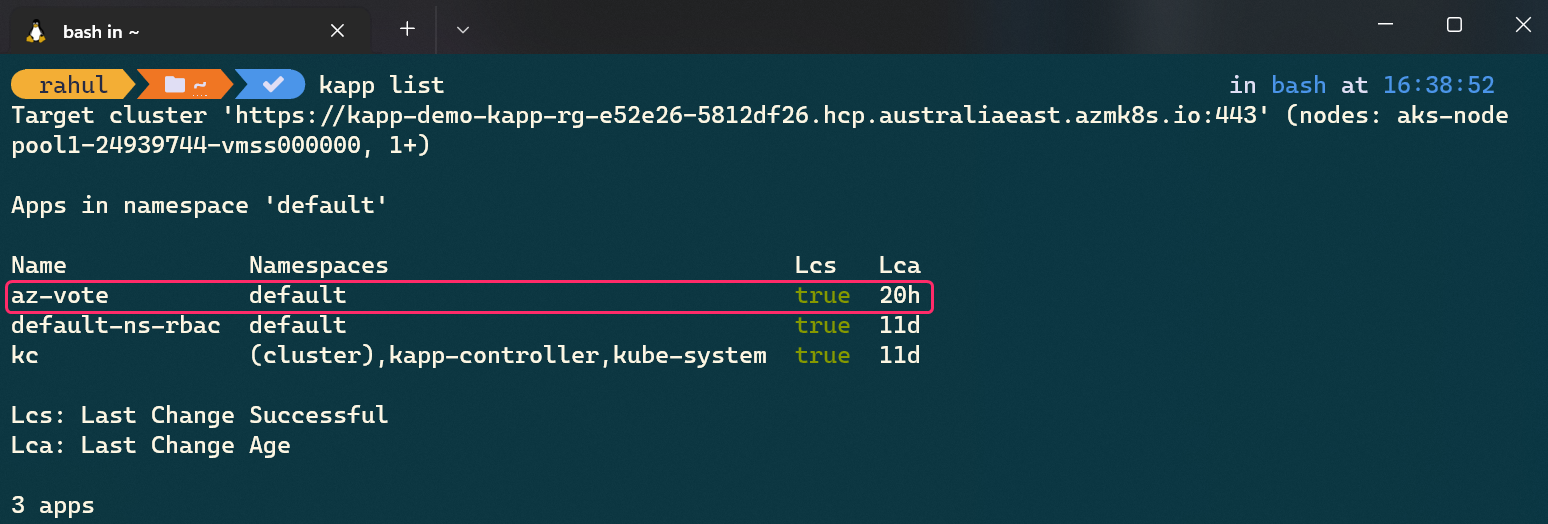 bash in ~
rahul ~ kapp list in bash at 16:38:52
Target cluster 'https://kapp-demo-kapp-rg-e52e26-5812df26.hcp.australiaeast.azmk8s.io:443' (nodes: aks-node
pool1-24939744-vmss000000, 1+)
Apps in namespace 'default'
Name Namespaces Lcs Lca
az-vote default true 20h
default-ns-rbac default true 11d
kc (cluster),kapp-controller,kube-system true 11d
Lcs: Last Change Successful
Lca: Last Change Age
3 apps